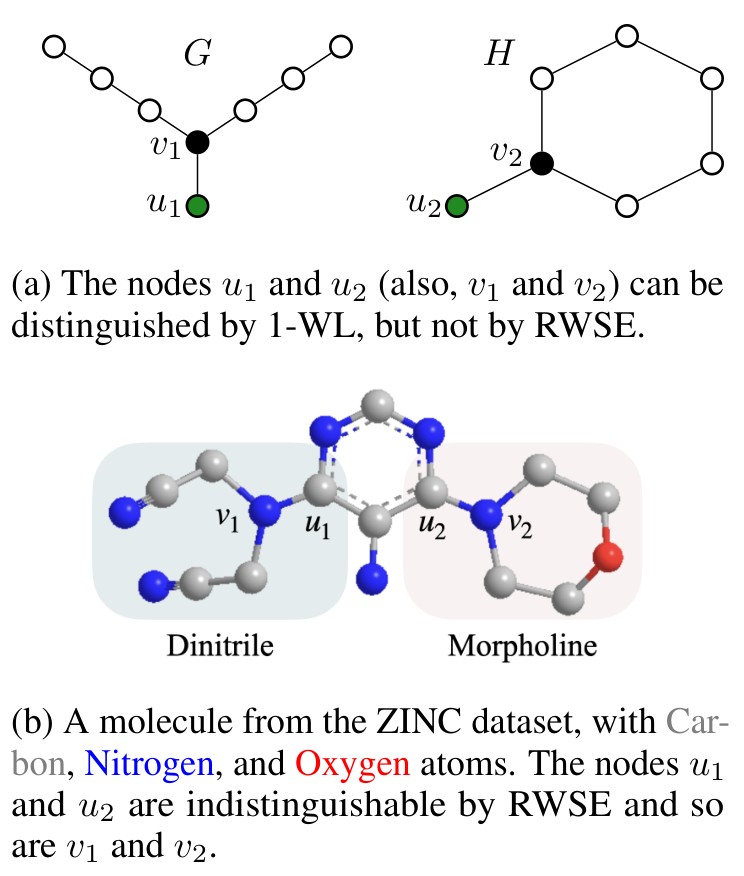 G
H
v₁
v₂
u₁
u₂
(a) The nodes u₁ and u₂ (also, v₁ and v₂) can be
distinguished by 1-WL, but not by RWSE.
v₁
u₁
u₂
v₂
Dinitrile
Morpholine
(b) A molecule from the ZINC dataset, with Car-
bon, Nitrogen, and Oxygen atoms. The nodes u₁
and u₂ are indistinguishable by RWSE and so
are v₁ and v₂.